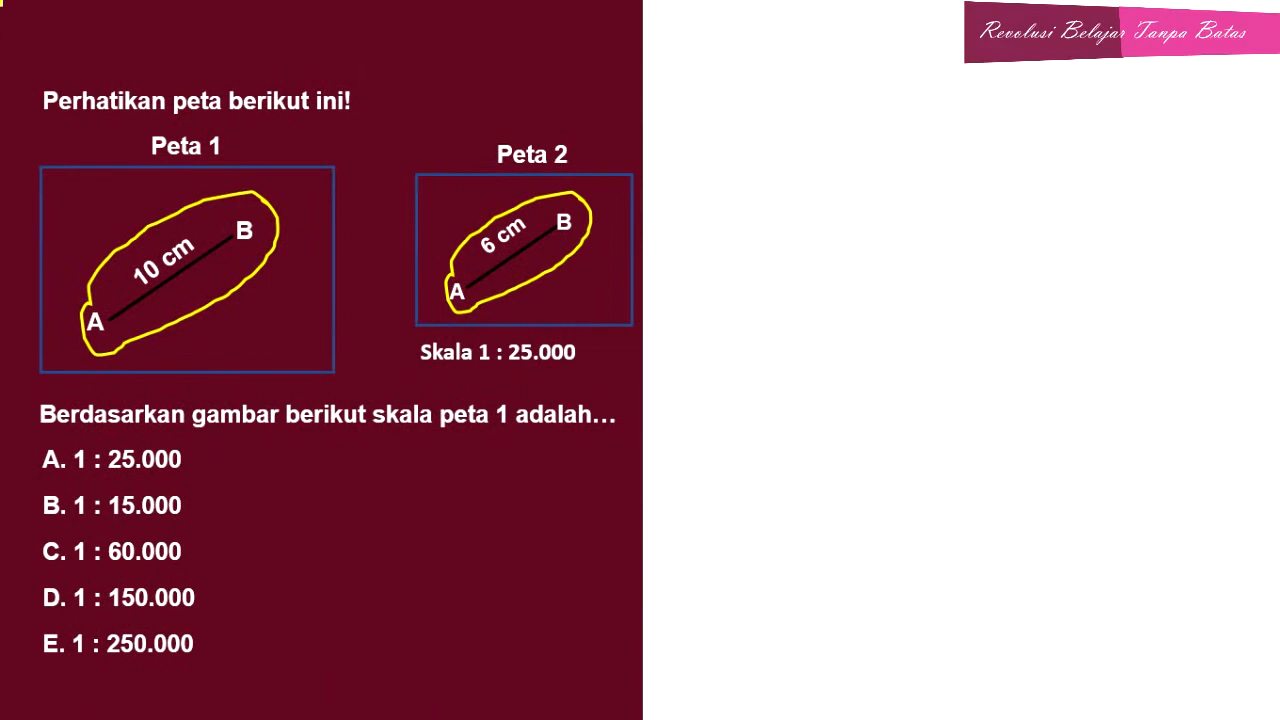 Revolusi Belajar Tanpa Batas
Perhatikan peta berikut ini!
Peta 1
Peta 2
10 cm
A
B
6 cm
A
B
Skala 1 : 25.000
Berdasarkan gambar berikut skala peta 1 adalah...
A. 1 : 25.000
B. 1 : 15.000
C. 1 : 60.000
D. 1 : 150.000
E. 1 : 250.000